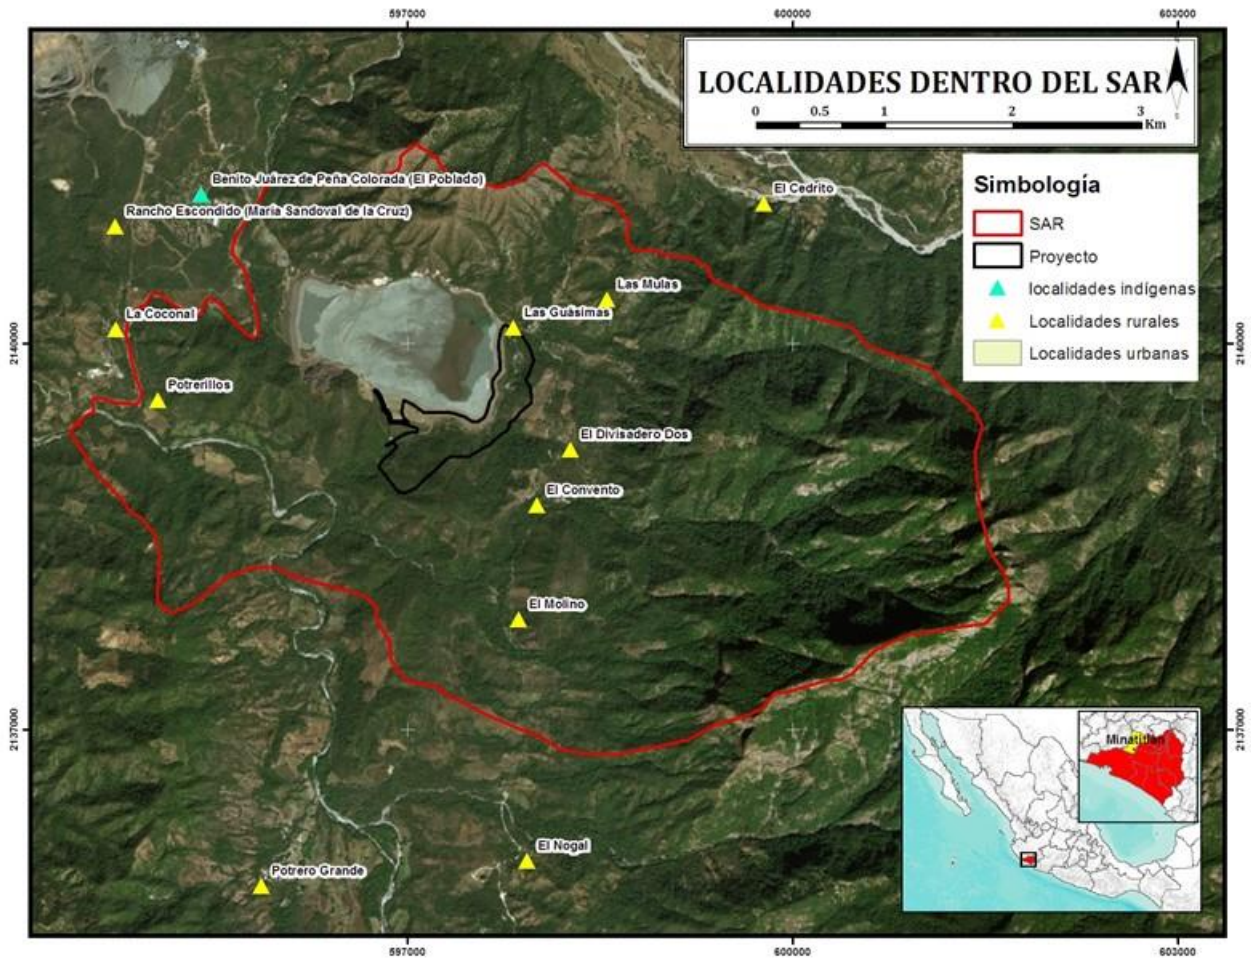 597000
600000
603000
LOCALIDADES DENTRO DEL SAR
N
S
0 0.5 1 2 3
Km
Simbología
SAR
Proyecto
localidades indígenas
Localidades rurales
Localidades urbanas
Benito Juárez de Peña Colorada (El Poblado)
Rancho Escondido (María Sandoval de la Cruz)
El Cedrito
Las Mulas
Las Guásimas
La Coconal
2140000
2140000
Potrerillos
El Divisadero Dos
El Convento
El Molino
2137000
2137000
Minatitlán
El Nogal
Potrero Grande
597000
600000
603000